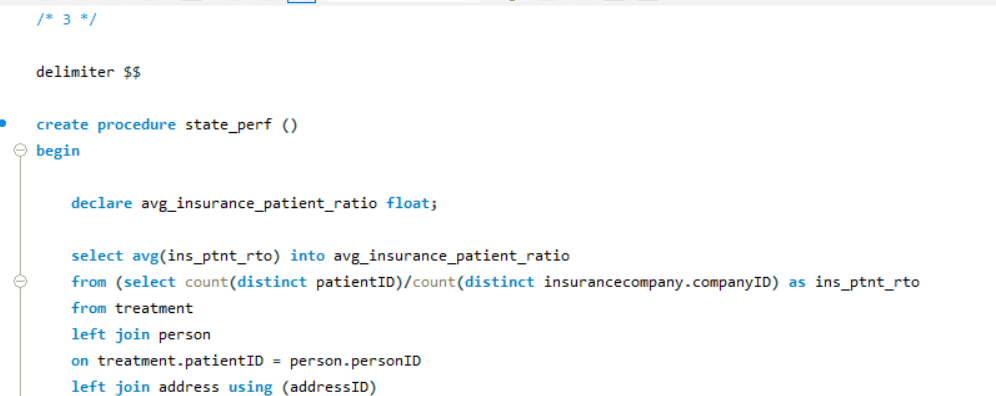 /* 3 */
delimiter $$
create procedure state_perf ()
begin
declare avg_insurance_patient_ratio float;
select avg(ins_ptnt_rto) into avg_insurance_patient_ratio
from (select count(distinct patientID)/count(distinct insurancecompany.companyID) as ins_ptnt_rto
from treatment
left join person
on treatment.patientID = person.personID
left join address using (addressID)